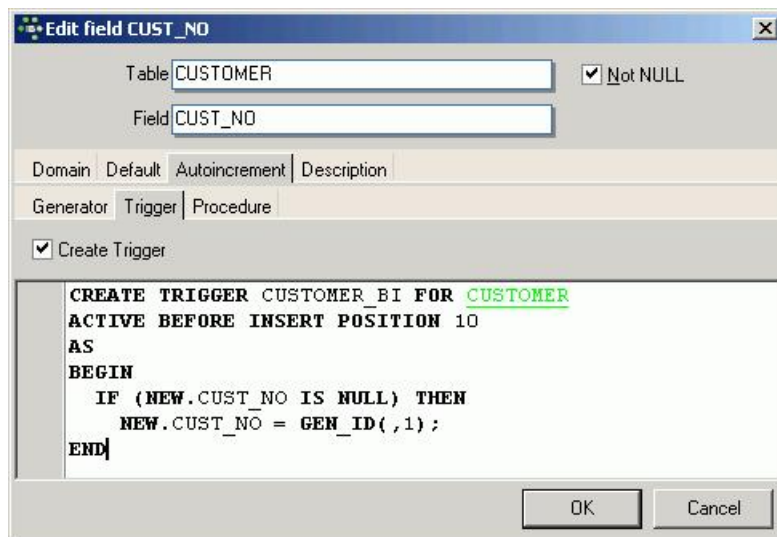 Edit field CUST_NO
Table CUSTOMER Not NULL
Field CUST_NO
Domain Default Autoincrement Description
Generator Trigger Procedure
Create Trigger
CREATE TRIGGER CUSTOMER_BI FOR CUSTOMER
ACTIVE BEFORE INSERT POSITION 10
AS
BEGIN
IF (NEW.CUST_NO IS NULL) THEN
NEW.CUST_NO = GEN_ID(,1);
END
OK Cancel